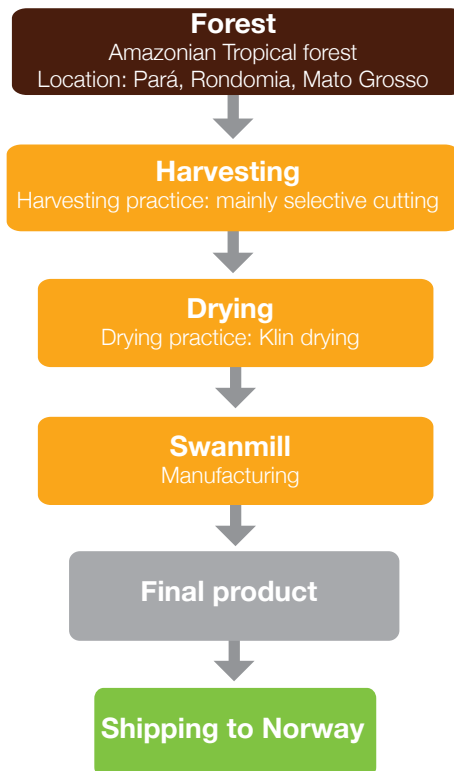 Forest
Amazonian Tropical forest
Location: Pará, Rondomia, Mato Grosso
Harvesting
Harvesting practice: mainly selective cutting
Drying
Drying practice: Klin drying
Swanmill
Manufacturing
Final product
Shipping to Norway